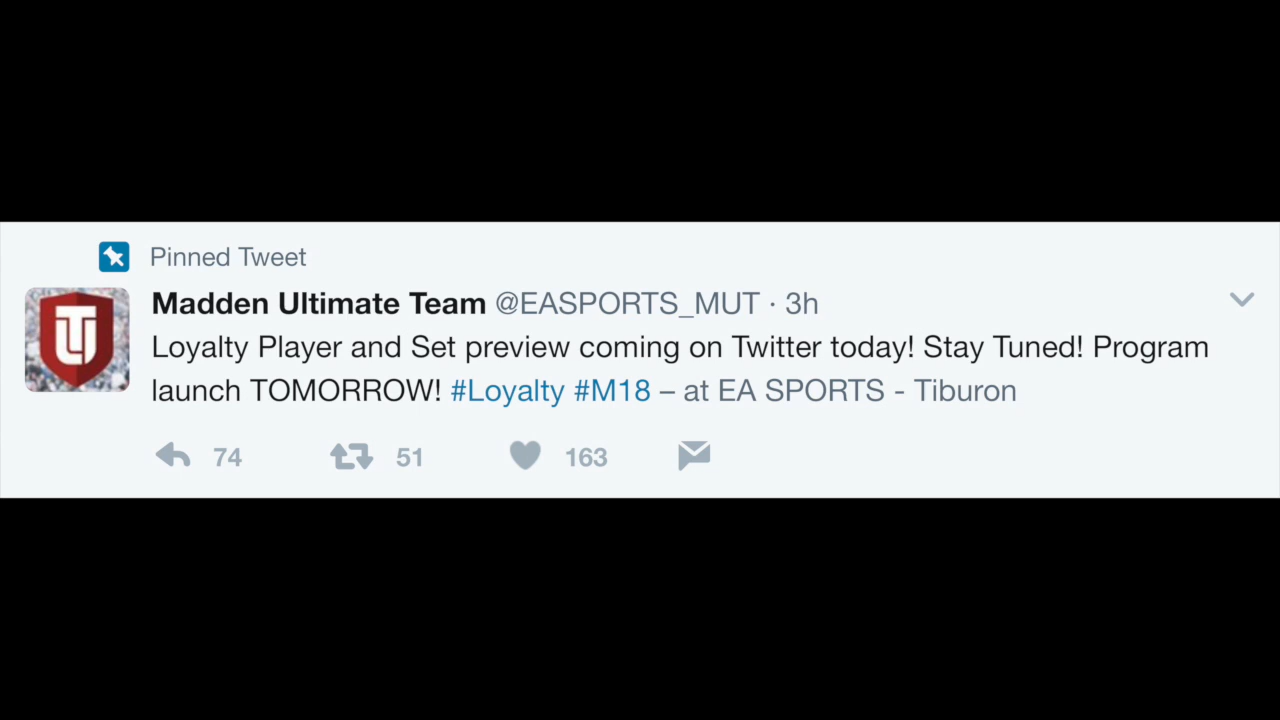 Pinned Tweet
Madden Ultimate Team @EASPORTS_MUT · 3h
Loyalty Player and Set preview coming on Twitter today! Stay Tuned! Program
launch TOMORROW! #Loyalty #M18 – at EA SPORTS - Tiburon
74 51 163